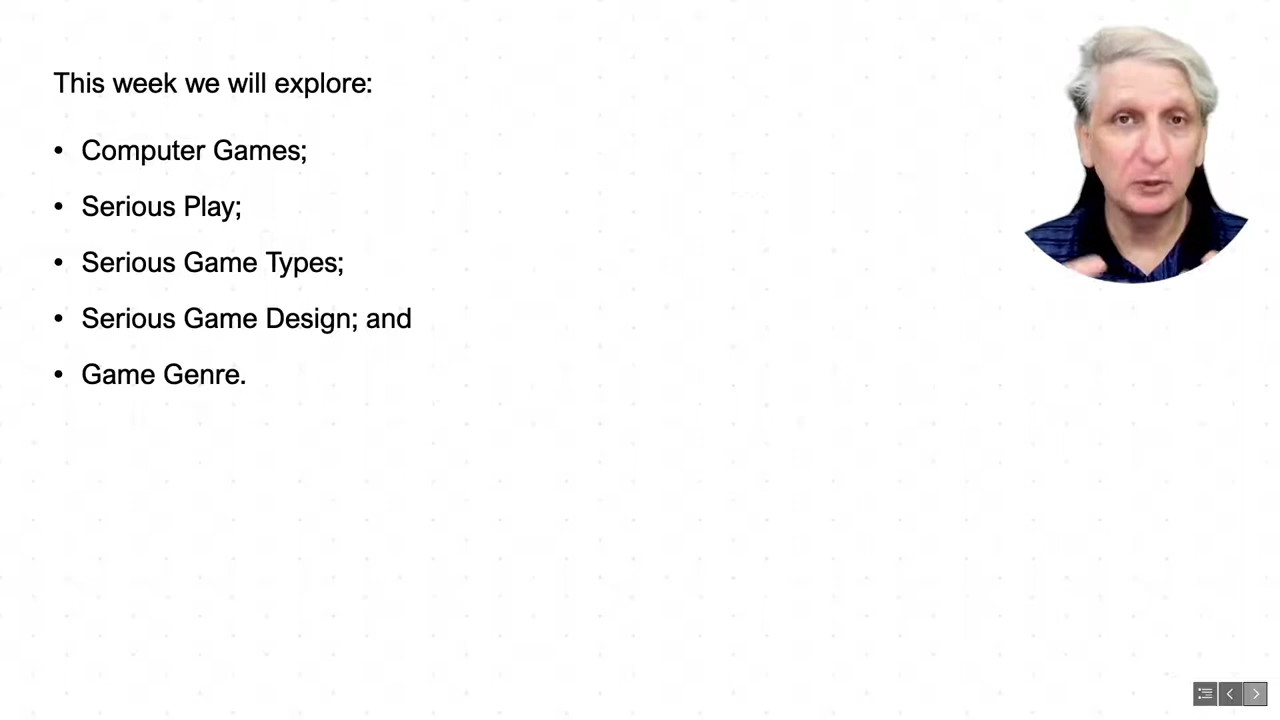 This week we will explore:
• Computer Games;
• Serious Play;
• Serious Game Types;
• Serious Game Design; and
• Game Genre.